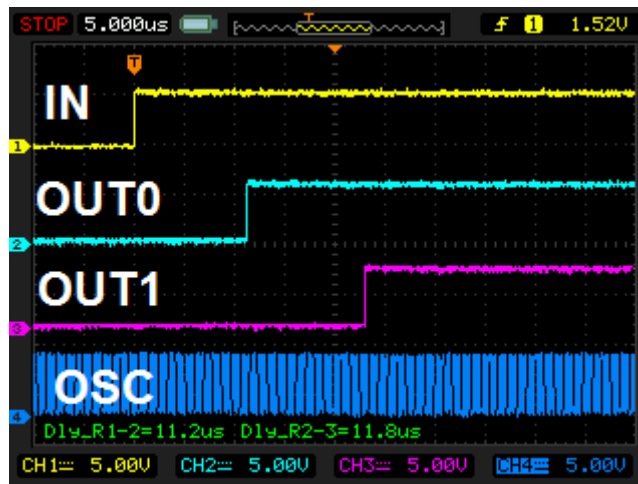 STOP 5.000us T 1 1.52V
T
IN
1
OUT0
2
OUT1
3
OSC
4
Dly_R1-2=11.2us Dly_R2-3=11.8us
CH1 5.00V CH2 5.00V CH3 5.00V CH4 5.00V